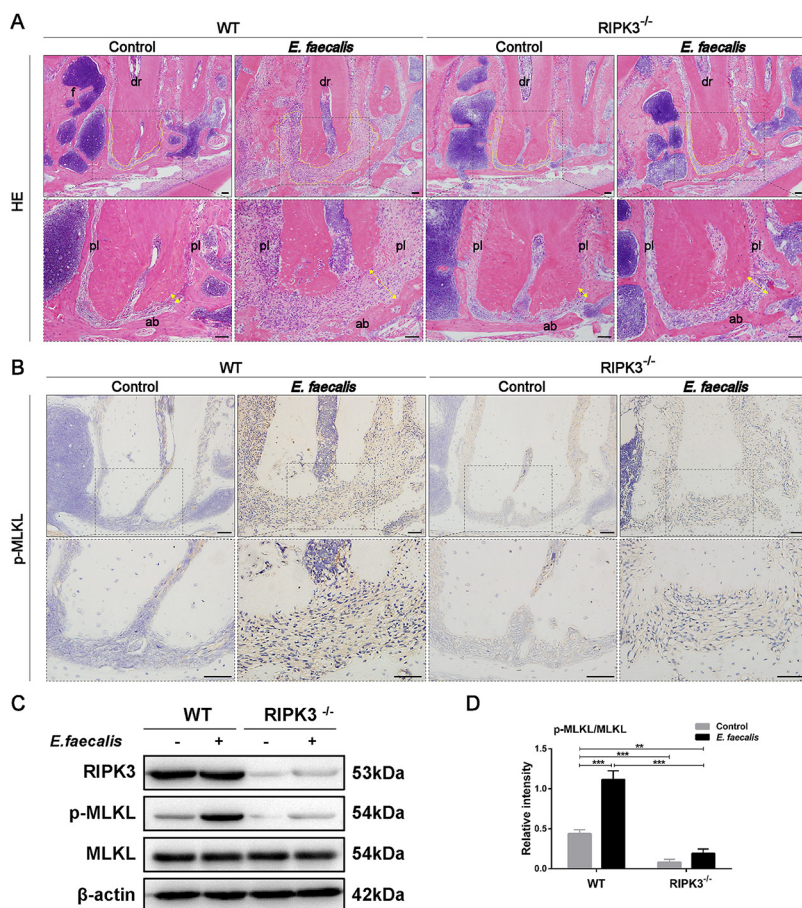 A
WT
RIPK3-/-
Control
E. faecalis
Control
E. faecalis
HE
f
dr
dr
dr
dr
pl
pl
ab
pl
pl
ab
pl
pl
ab
pl
pl
ab
B
WT
RIPK3-/-
Control
E. faecalis
Control
E. faecalis
p-MLKL
C
WT
RIPK3 -/-
E.faecalis
-
+
-
+
RIPK3
53kDa
p-MLKL
54kDa
MLKL
54kDa
β-actin
42kDa
D
p-MLKL/MLKL
Control
E. faecalis
Relative intensity
1.5
1.0
0.5
0.0
**
***
***
***
WT
RIPK3-/-